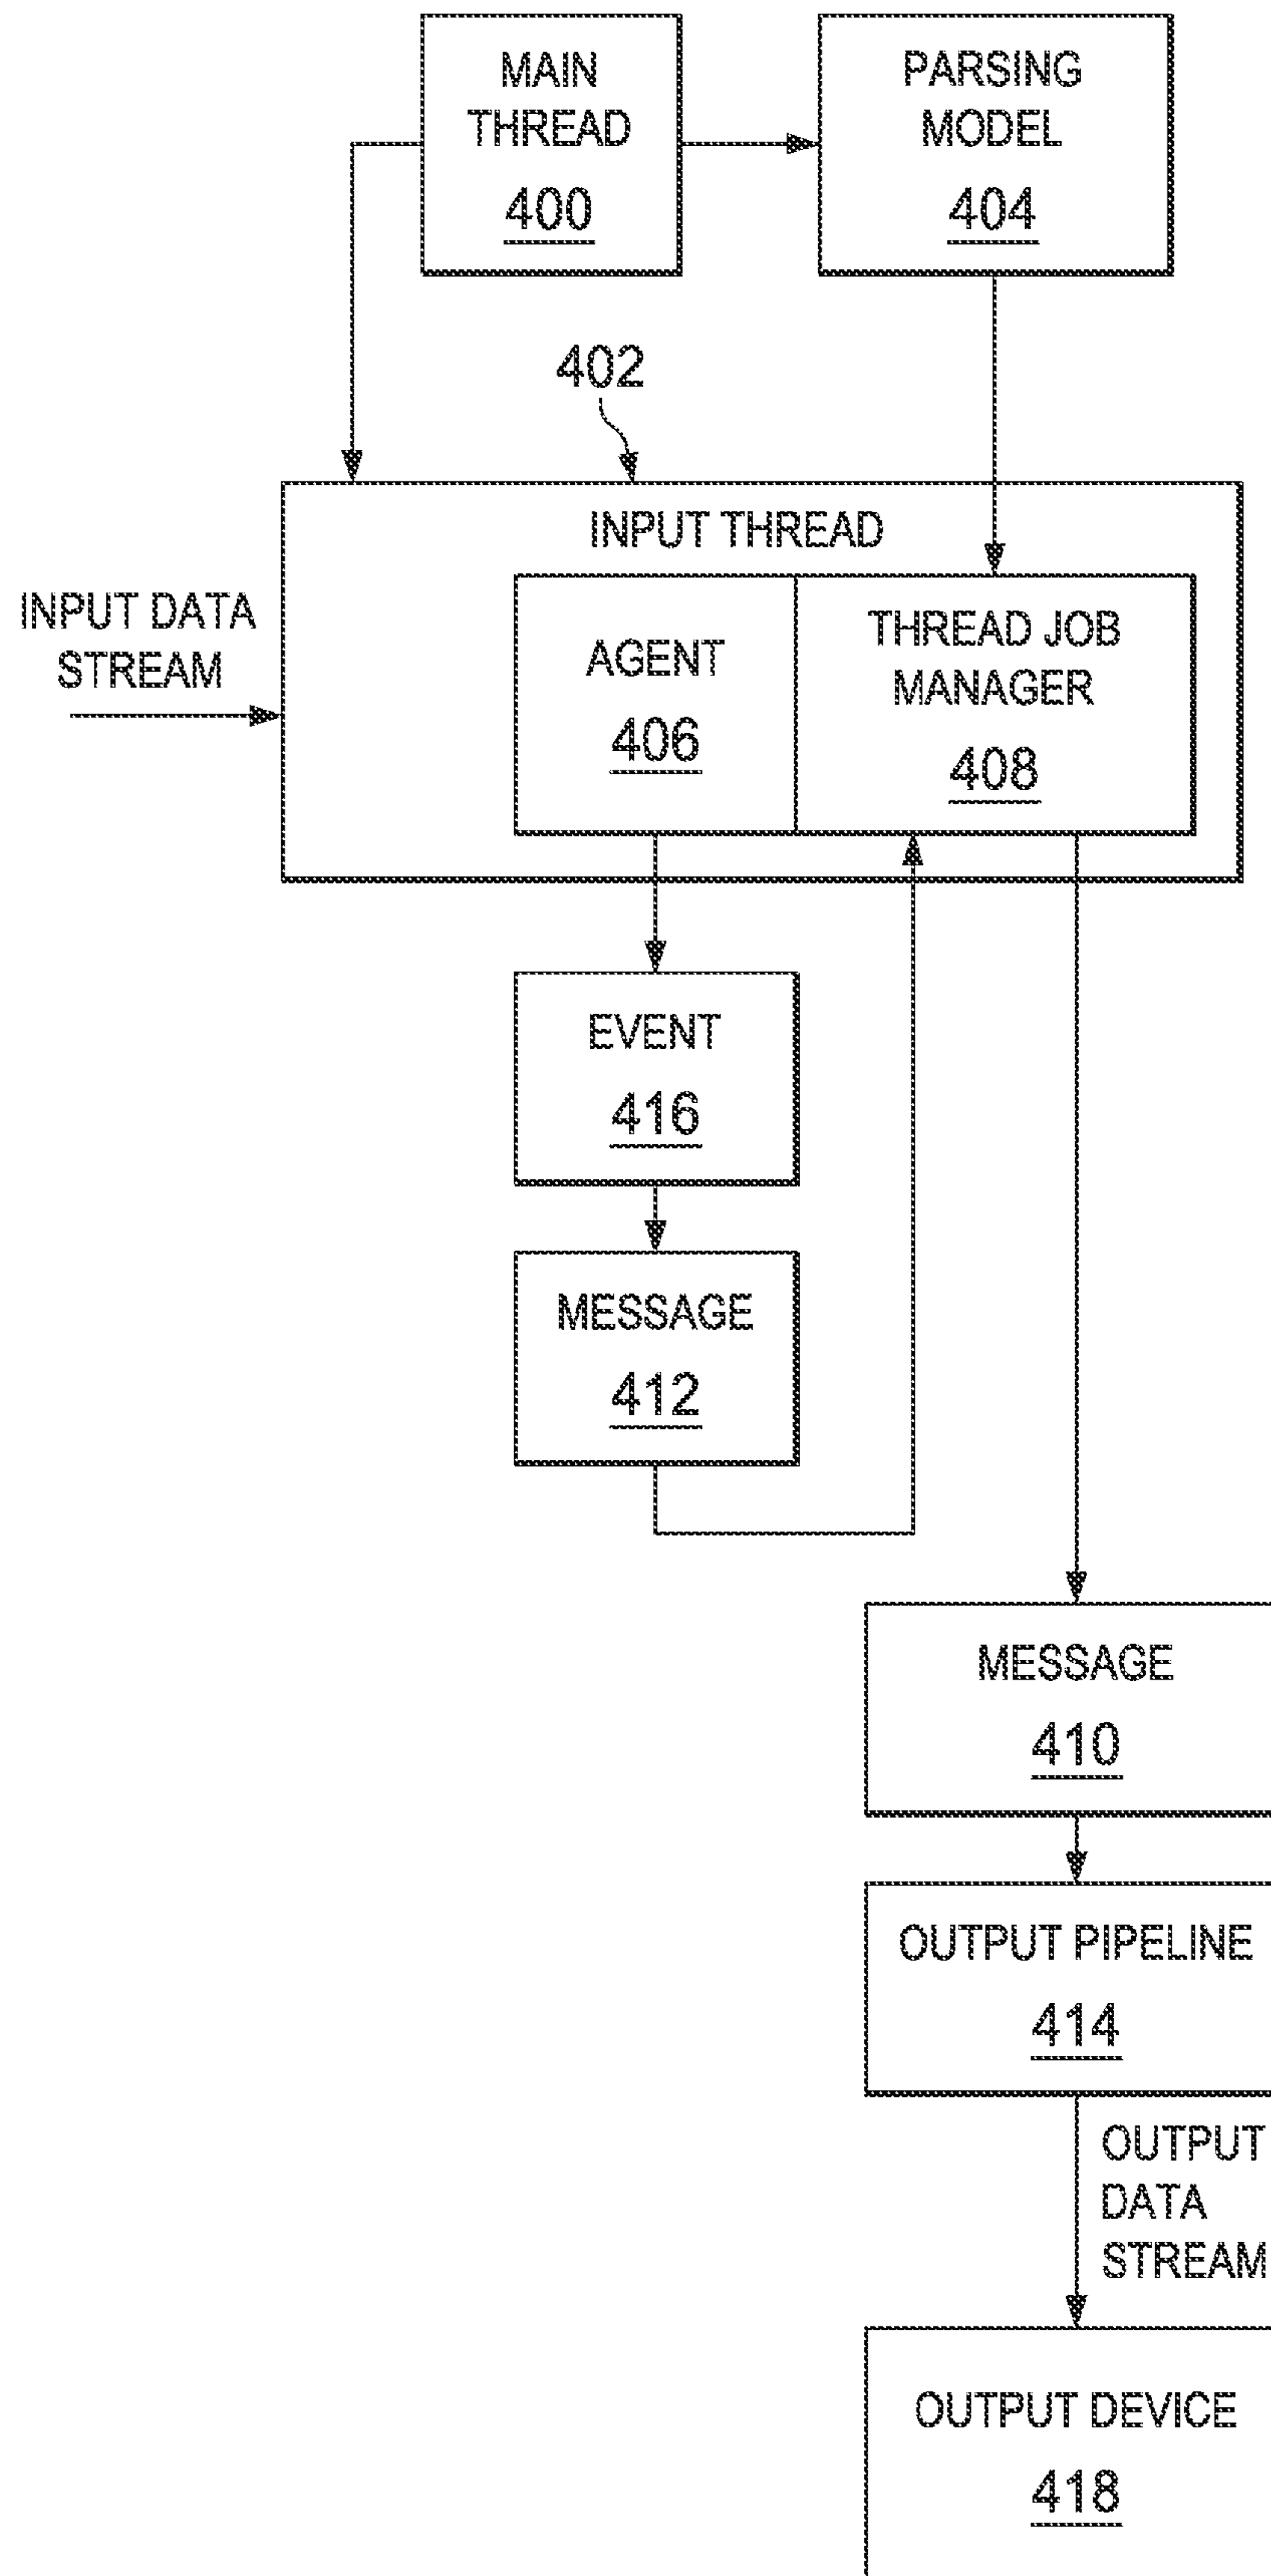 MAIN
THREAD
400
PARSING
MODEL
404
402
INPUT THREAD
INPUT DATA
STREAM
AGENT
406
THREAD JOB
MANAGER
408
EVENT
416
MESSAGE
412
MESSAGE
410
OUTPUT PIPELINE
414
OUTPUT
DATA
STREAM
OUTPUT DEVICE
418